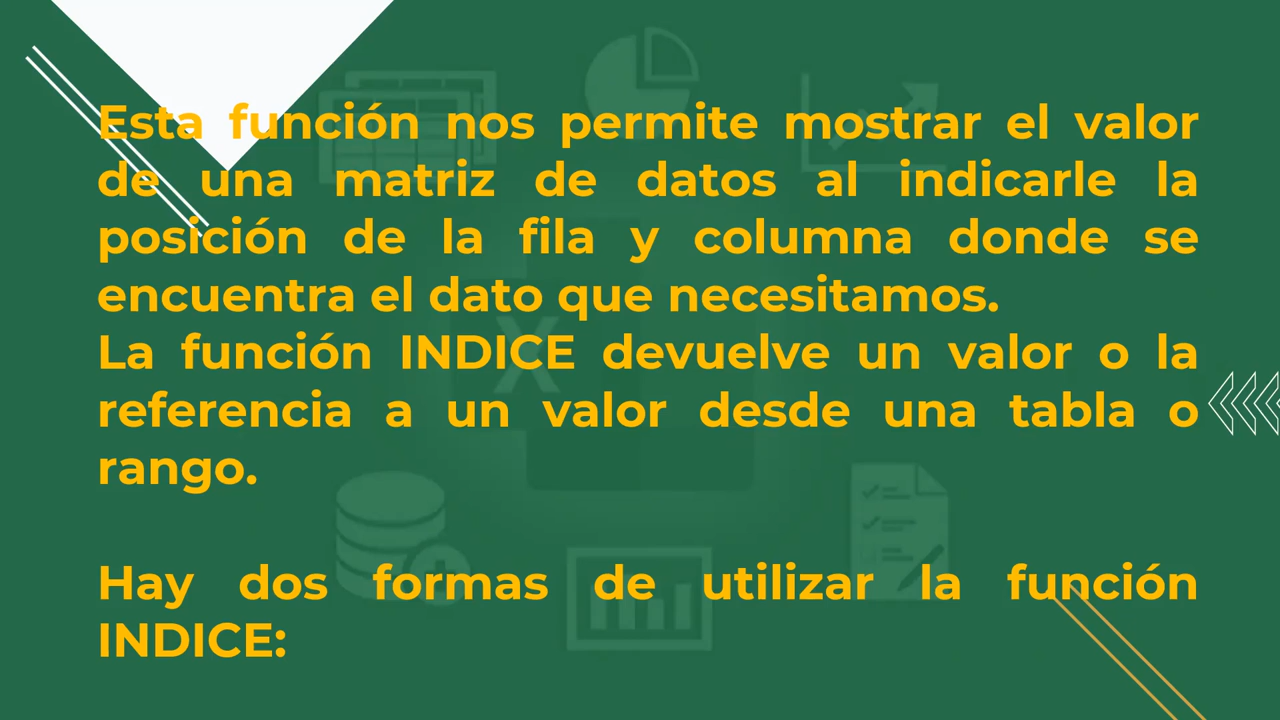 Esta función nos permite mostrar el valor
de una matriz de datos al indicarle la
posición de la fila y columna donde se
encuentra el dato que necesitamos.
La función INDICE devuelve un valor o la
referencia a un valor desde una tabla o
rango.
Hay dos formas de utilizar la función
INDICE: